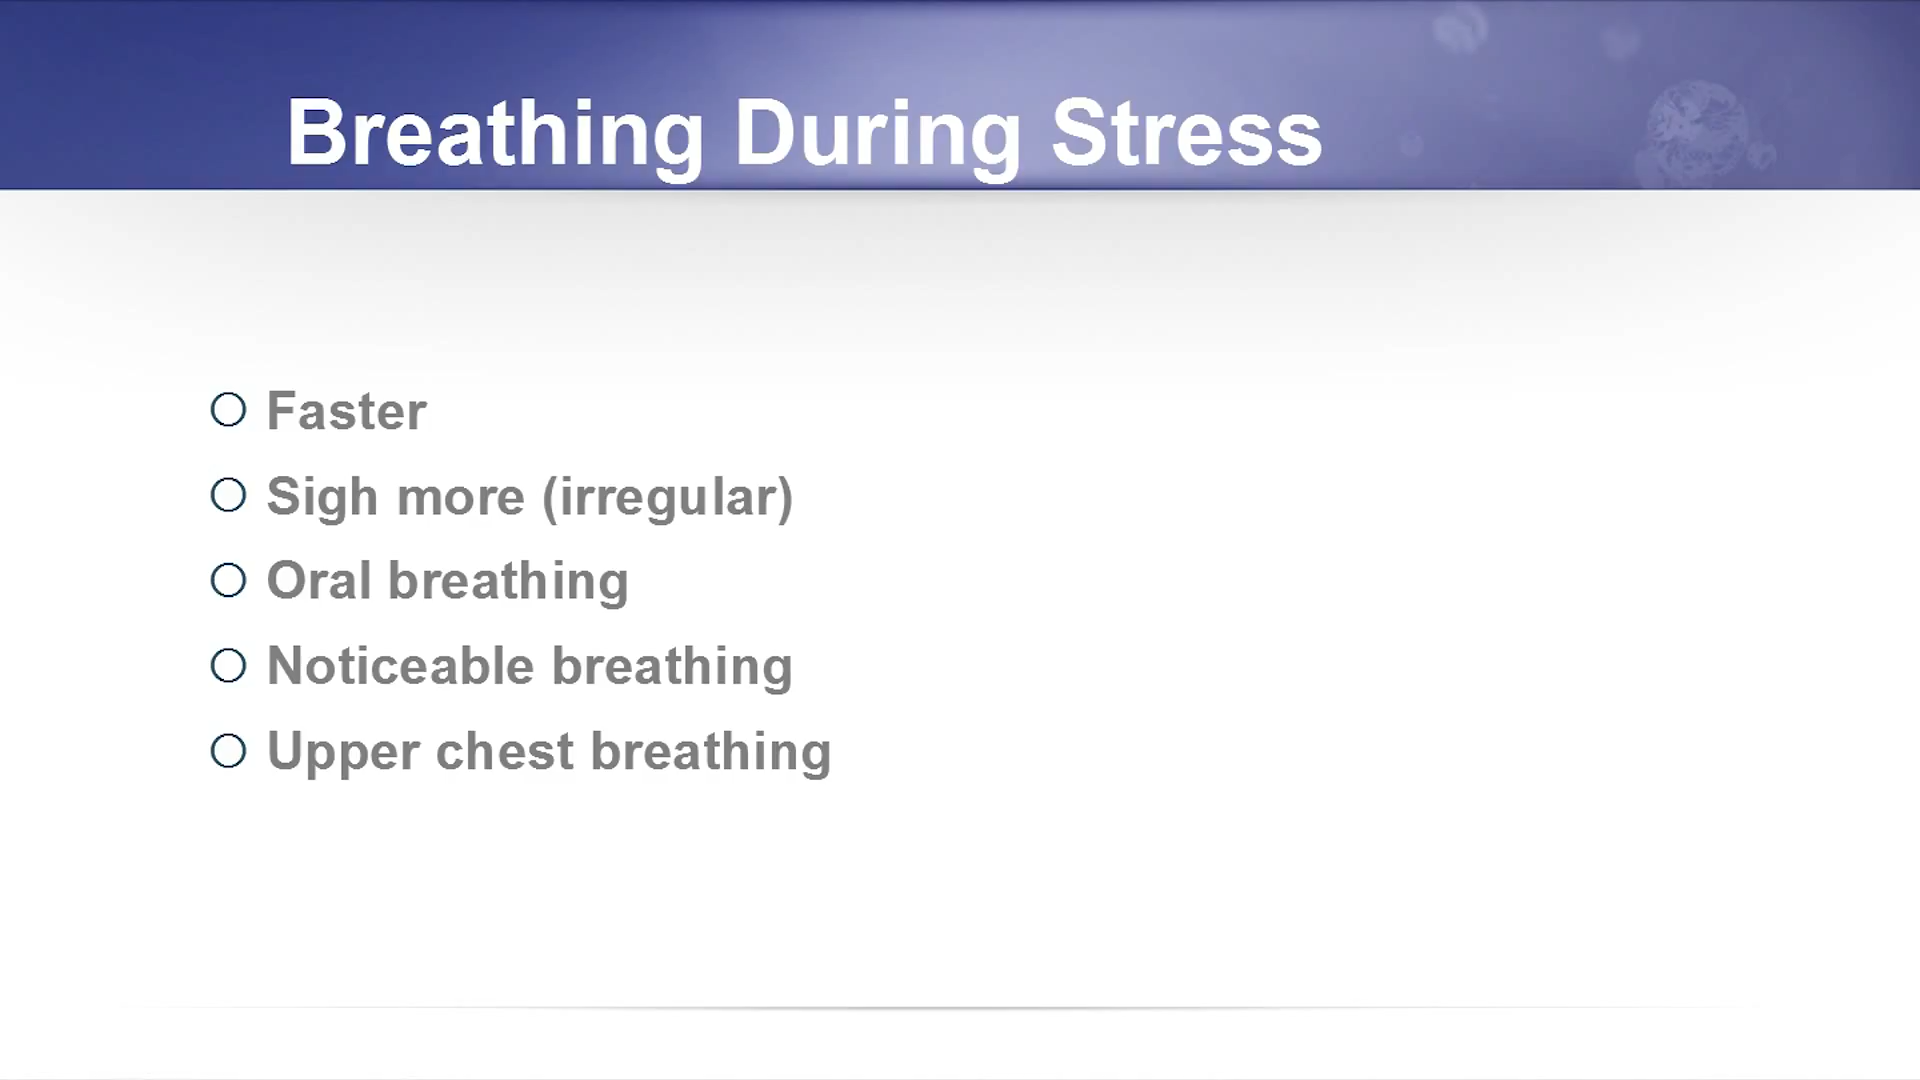 Breathing During Stress
Faster
Sigh more (irregular)
Oral breathing
Noticeable breathing
Upper chest breathing